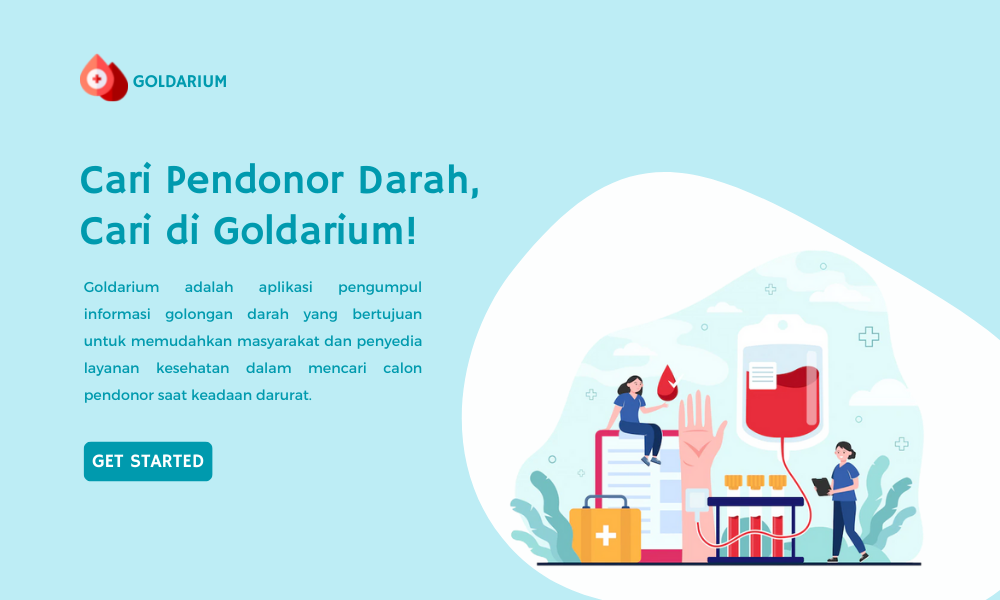 GOLDARIUM
Cari Pendonor Darah,
Cari di Goldarium!
Goldarium adalah aplikasi pengumpul
informasi golongan darah yang bertujuan
untuk memudahkan masyarakat dan penyedia
layanan kesehatan dalam mencari calon
pendonor saat keadaan darurat.
GET STARTED